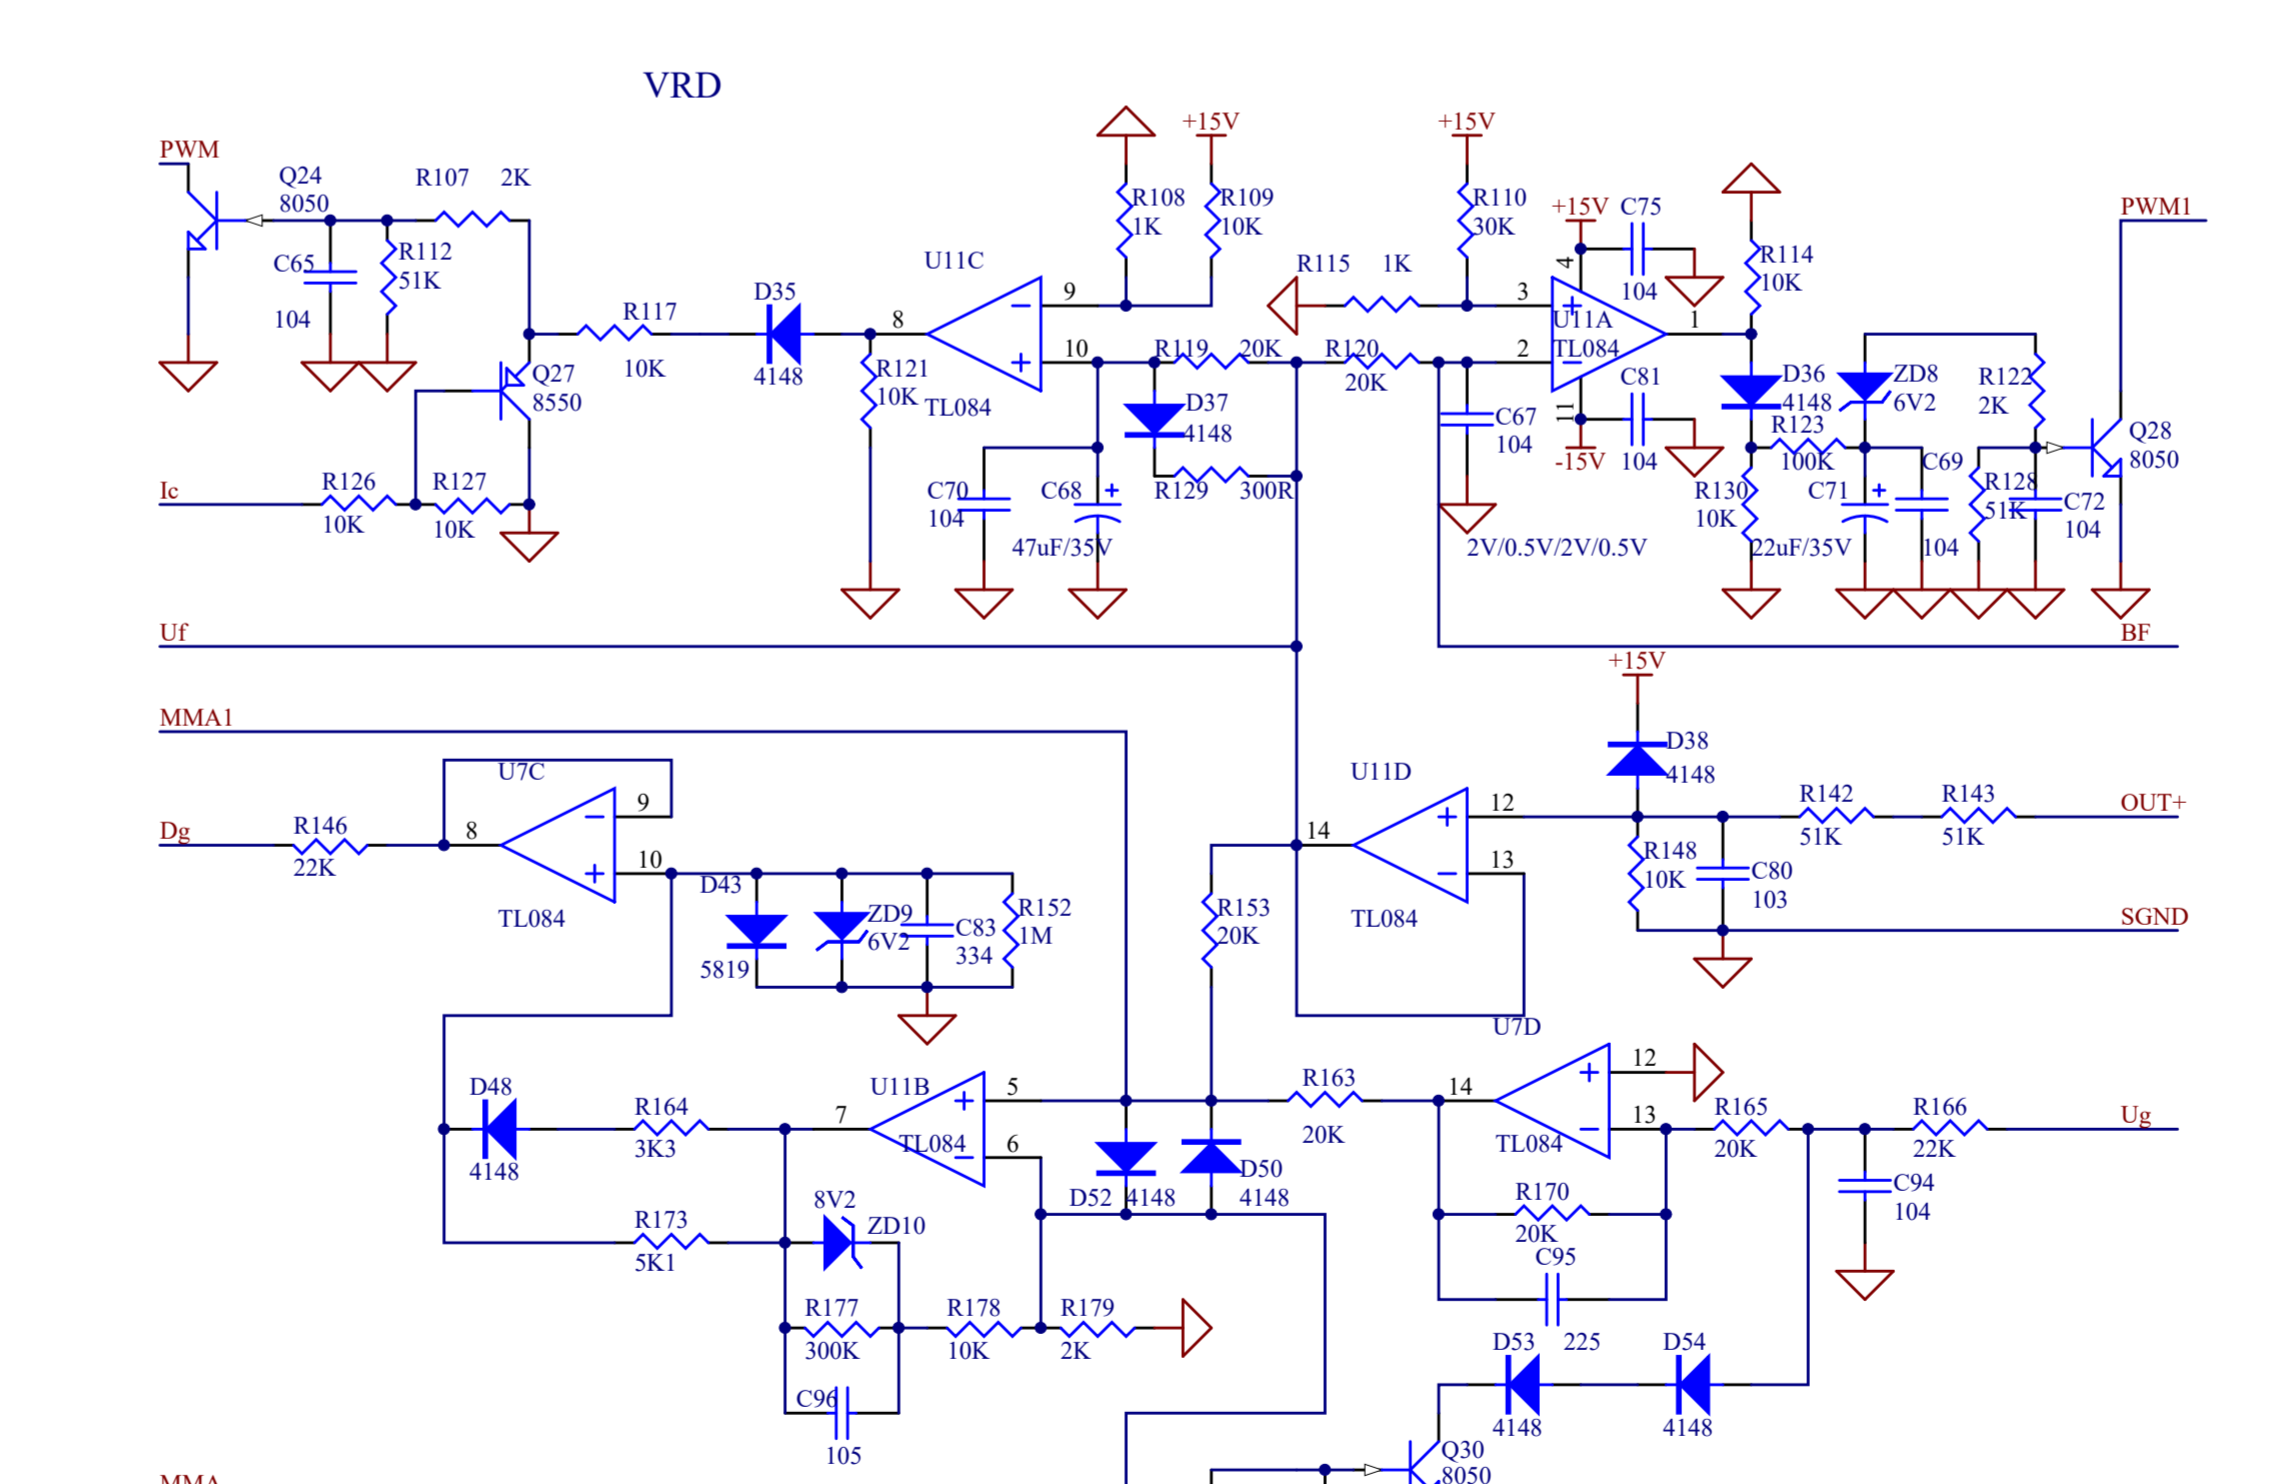 VRD
PWM
Q24
8050
R107 2K
C65
104
R112
51K
R117
10K
D35
4148
Q27
8550
Ic
R126
10K
R127
10K
U11C
TL084
8
9
10
R121
10K
R108
1K
+15V
R109
10K
R119 20K
D37
4148
R129 300R
C70
104
C68
+
47uF/35V
+15V
R110
30K
R115 1K
R120
20K
C67
104
2V/0.5V/2V/0.5V
U11A
TL084
3
2
1
4
11
+15V
C75
104
C81
104
-15V
R114
10K
D36
4148
R123
100K
R130
10K
ZD8
6V2
C71
+
22uF/35V
C69
104
R122
2K
R128
51K
C72
104
Q28
8050
PWM1
Uf
BF
MMA1
Dg
R146
22K
U7C
TL084
8
9
10
D43
5819
ZD9
6V2
C83
334
R152
1M
R153
20K
U11D
TL084
14
12
13
+15V
D38
4148
R148
10K
C80
103
R142
51K
R143
51K
OUT+
SGND
D48
4148
R164
3K3
R173
5K1
U11B
TL084
7
5
6
8V2
ZD10
R177
300K
C96
105
R178
10K
R179
2K
D52 4148
D50
4148
R163
20K
U7D
TL084
14
12
13
R165
20K
R166
22K
Ug
C94
104
R170
20K
C95
225
D53
4148
D54
4148
Q30
8050
MMA